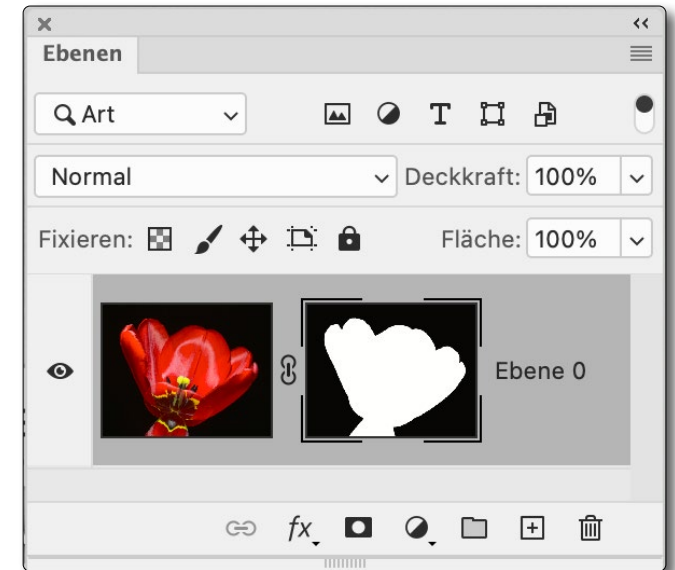 Ebenen
Art
T
Normal Deckkraft: 100%
Fixieren: Fläche: 100%
Ebene 0
fx